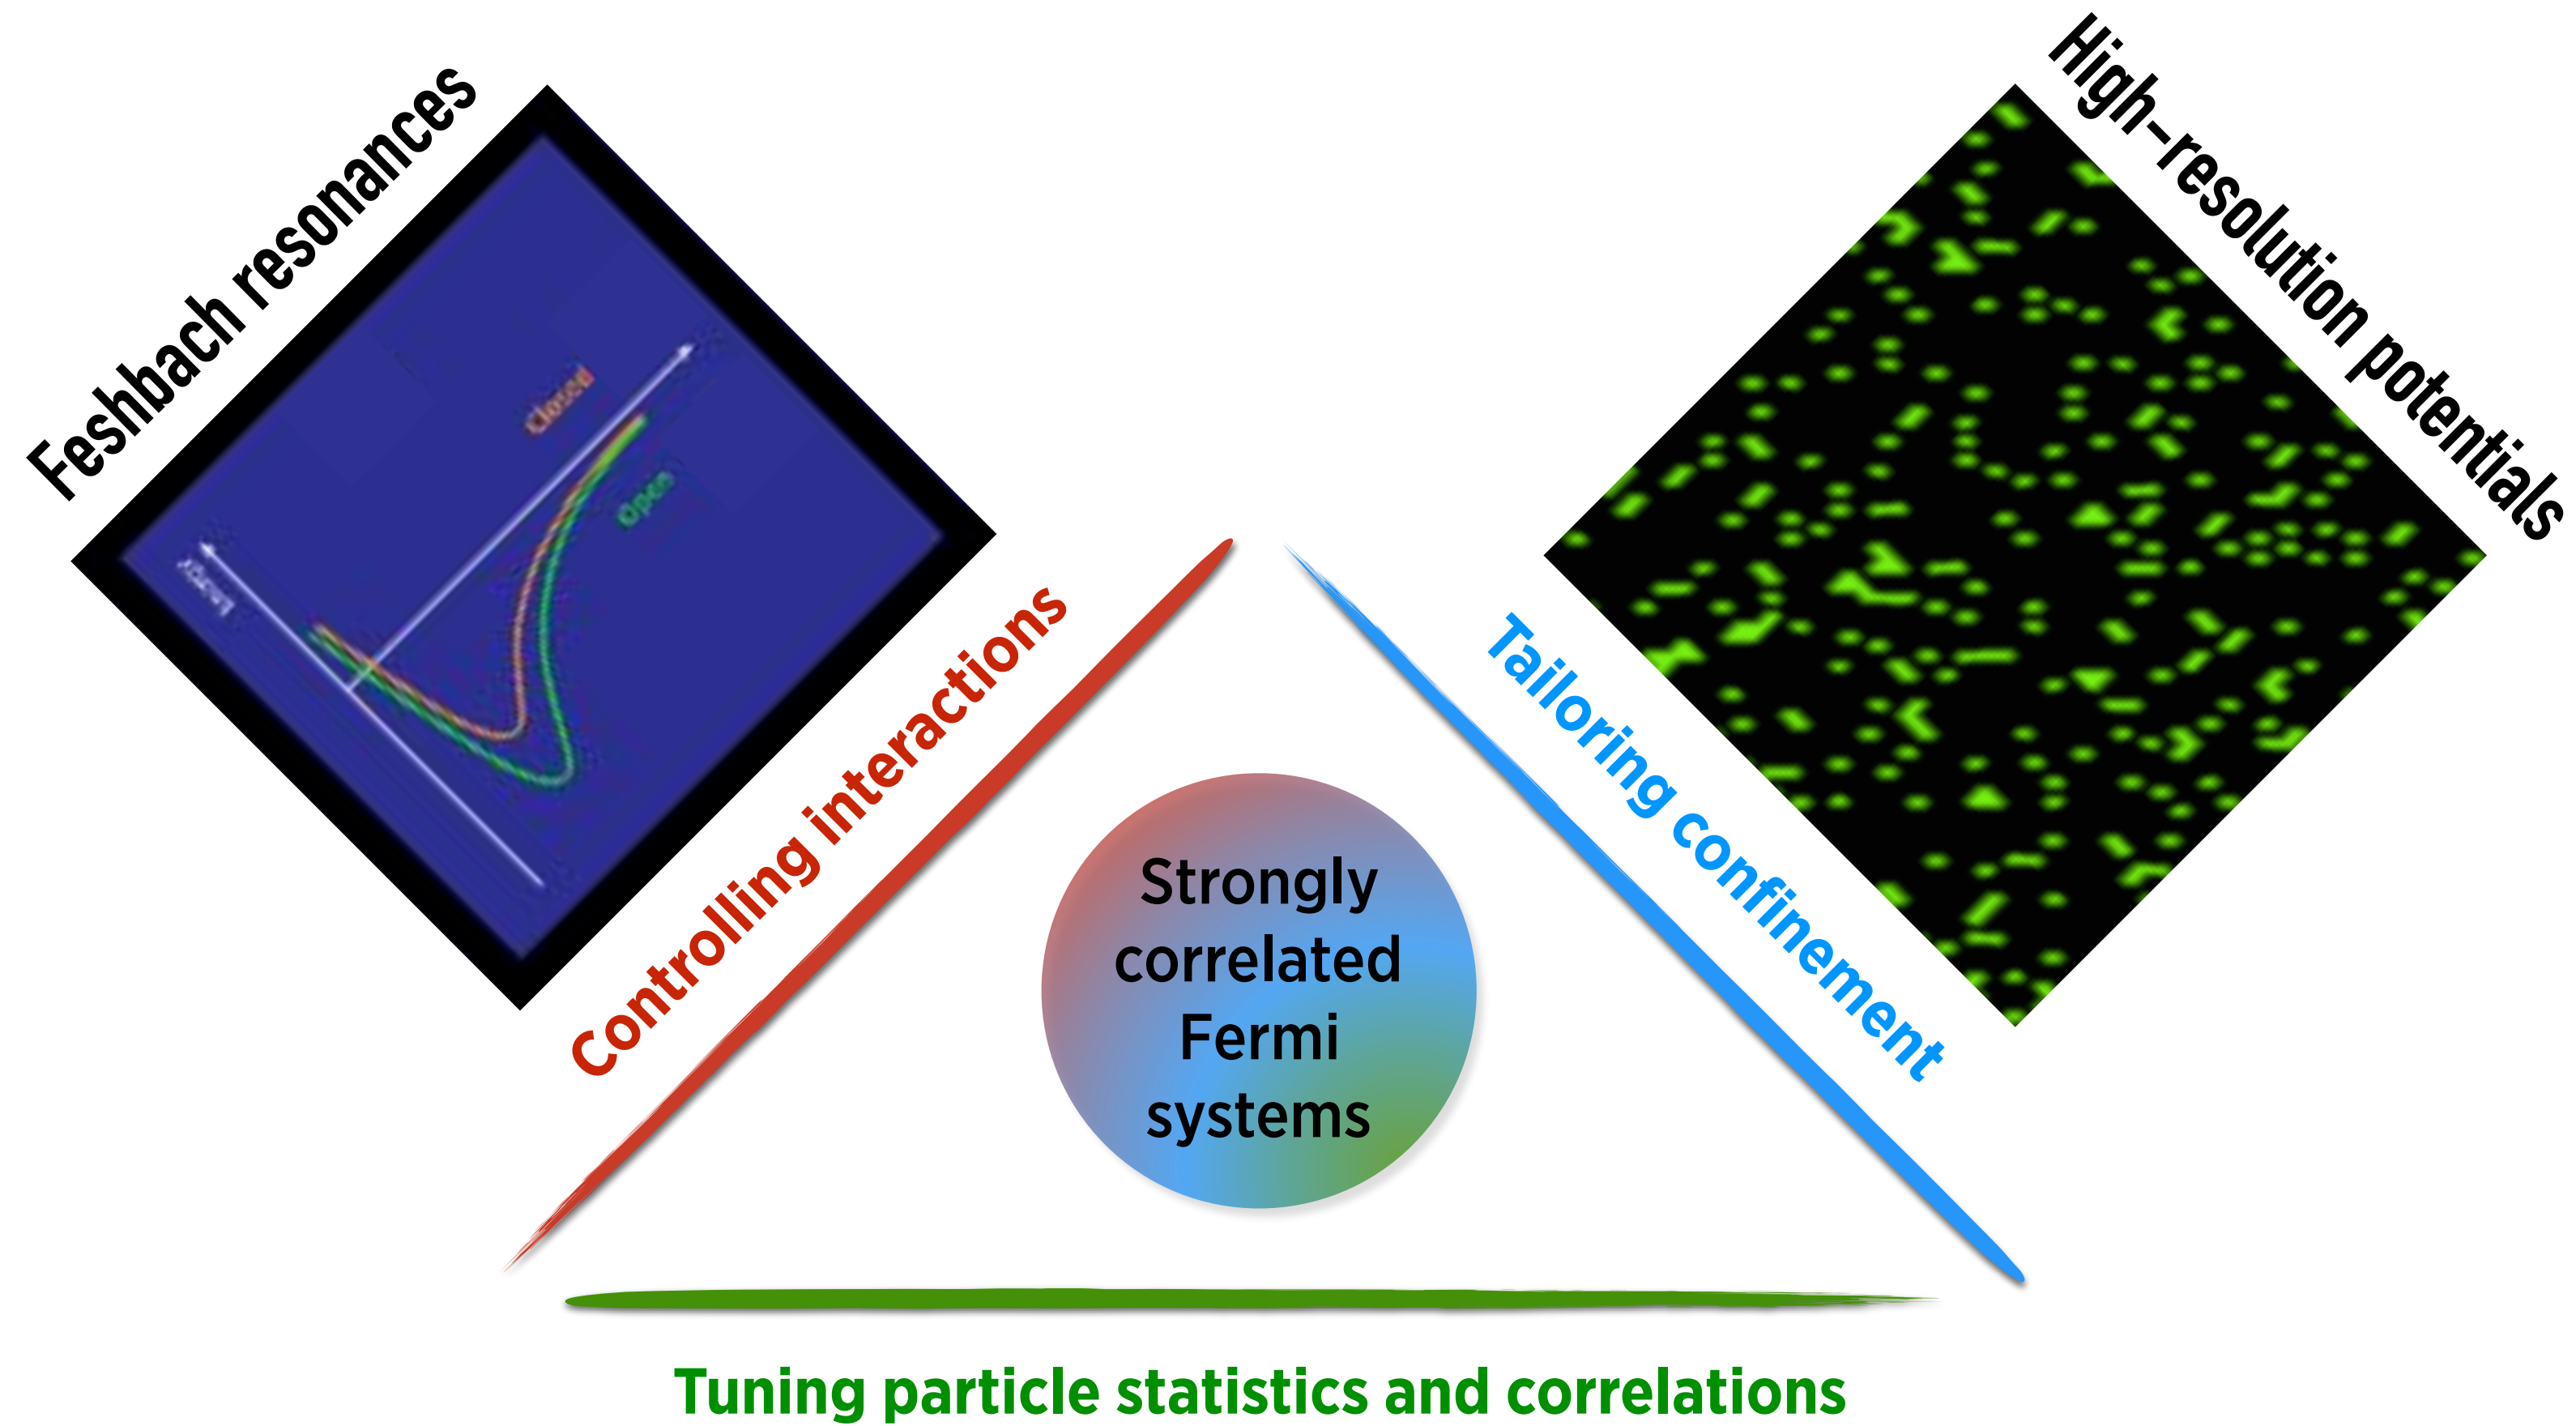 Feshbach resonances
High-resolution potentials
Closed
Open
Energy
Controlling interactions
Tailoring confinement
Strongly
correlated
Fermi
systems
Tuning particle statistics and correlations